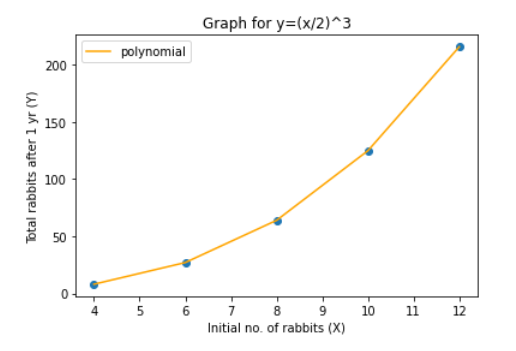 Graph for y=(x/2)^3
polynomial
Total rabbits after 1 yr (Y)
200
150
100
50
0
4 5 6 7 8 9 10 11 12
Initial no. of rabbits (X)